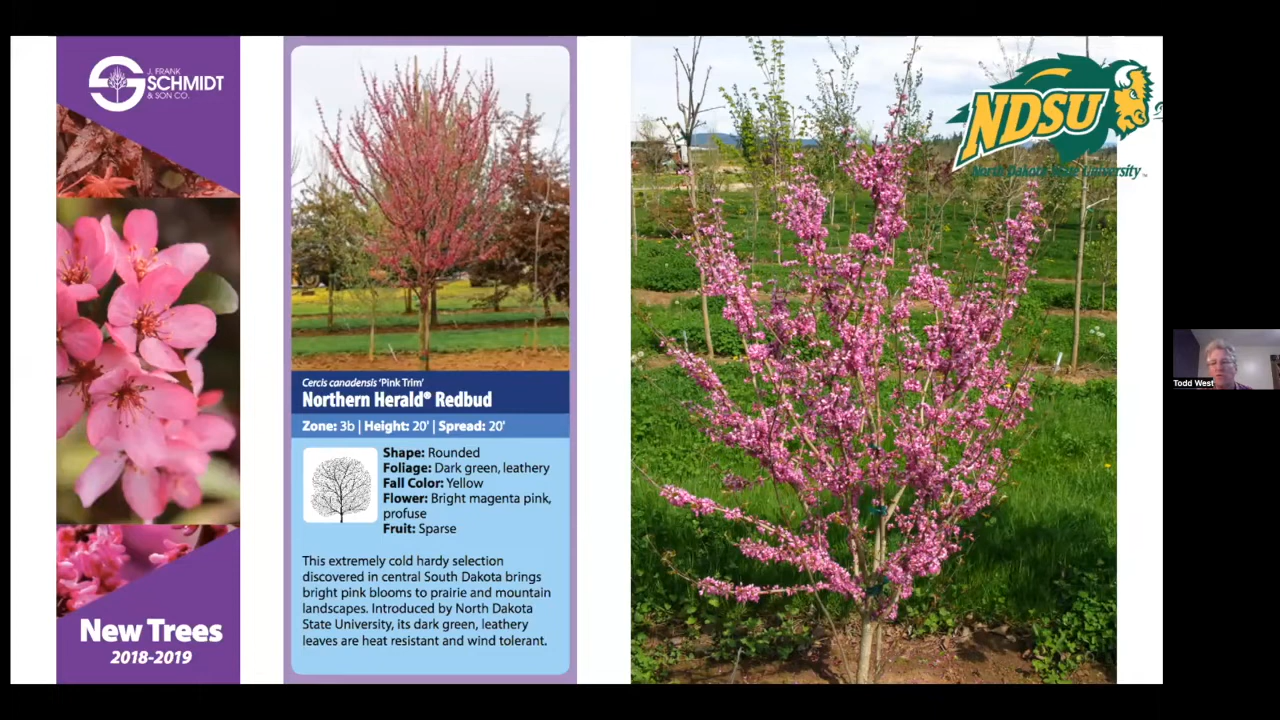 J. FRANK
SCHMIDT
& SON CO.
New Trees
2018-2019
Cercis canadensis 'Pink Trim'
Northern Herald® Redbud
Zone: 3b | Height: 20' | Spread: 20'
Shape: Rounded
Foliage: Dark green, leathery
Fall Color: Yellow
Flower: Bright magenta pink,
profuse
Fruit: Sparse
This extremely cold hardy selection
discovered in central South Dakota brings
bright pink blooms to prairie and mountain
landscapes. Introduced by North Dakota
State University, its dark green, leathery
leaves are heat resistant and wind tolerant.
NDSU
North Dakota State University™
Todd West